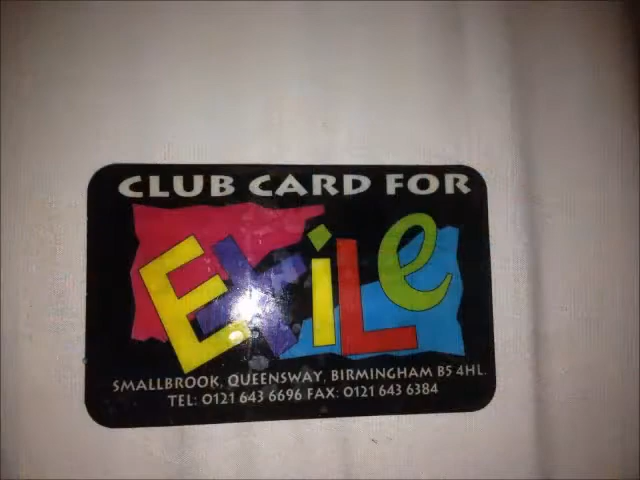 CLUB CARD FOR
EXiLe
SMALLBROOK, QUEENSWAY, BIRMINGHAM B5 4HL.
TEL: 0121 643 6696 FAX: 0121 643 6384